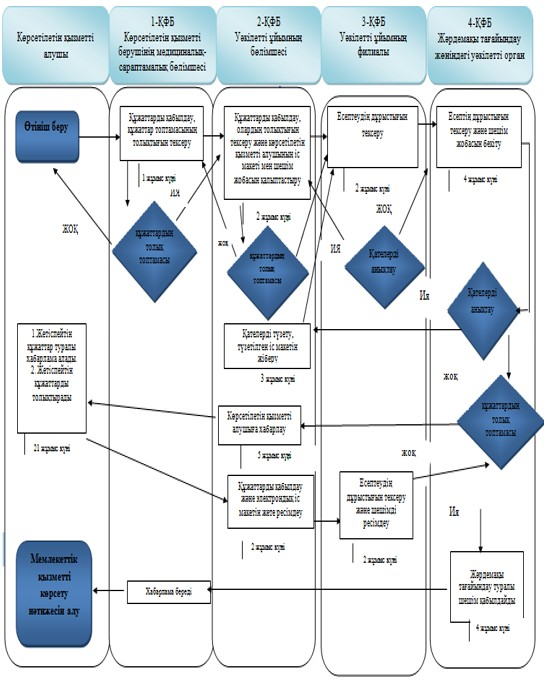 Көрсетілетін қызметті
алушы
1-ҚФБ
Көрсетілетін қызметті
берушінің медициналық-
сараптамалық бөлімшесі
2-ҚФБ
Уәкілетті ұйымның
бөлімшесі
3-ҚФБ
Уәкілетті ұйымның
филиалы
4-ҚФБ
Жәрдемақы тағайындау
жөніндегі уәкілетті орган
Өтініш беру
Құжаттарды қабылдау,
құжаттар топтамасының
толықтығын тексеру
1 жұмыс күні
Құжаттарды қабылдау,
олардың толықтығын
тексеру және көрсетілетін
қызметті алушының іс
макеті мен шешім
жобасын қалыптастыру
2 жұмыс күні
Есептеудің дұрыстығын
тексеру
2 жұмыс күні
Есептің дұрыстығын
тексеру және шешім
жобасын бекіту
4 жұмыс күні
ИЯ
ЖОҚ
құжаттардың
толық
топтамасы
жоқ
құжаттардың
толық
топтамасы
ИЯ
ЖОҚ
Қателерді
анықтау
Ия
Қателерді
анықтау
1.Жетіспейтін
құжаттар туралы
хабарлама алады
2. Жетіспейтін
құжаттарды
толықтырады
21 жұмыс күні
Қателерді түзету,
түзетілген іс макетін
жіберу
3 жұмыс күні
жоқ
құжаттардың
толық
топтамасы
Көрсетілетін қызметті
алушыға хабарлау
5 жұмыс күні
жоқ
Құжаттарды қабылдау
және электрондық іс
макетін жете ресімдеу
2 жұмыс күні
Есептеудің
дұрыстығын тексеру
және шешімді
ресімдеу
2 жұмыс күні
Ия
Мемлекеттік
қызметті
көрсету
нәтижесін алу
Хабарлама береді
Жәрдемақы
тағайындау туралы
шешім қабылдайды
4 жұмыс күні